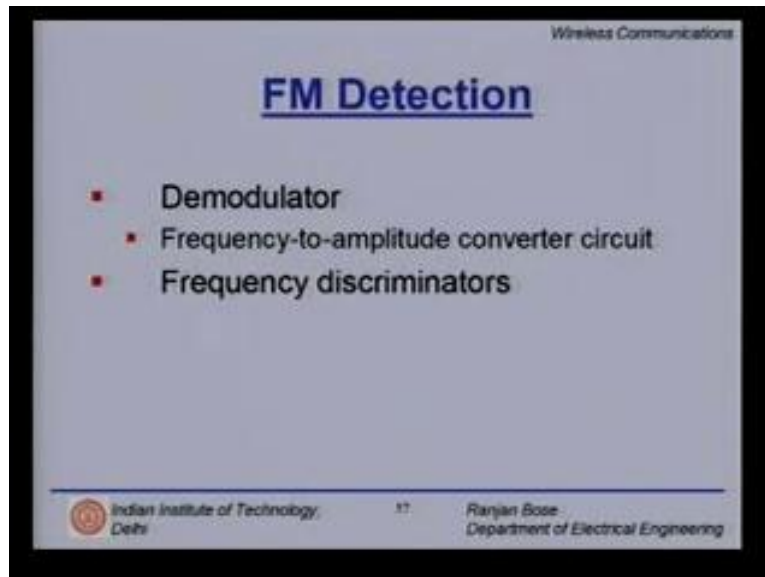 Wireless Communications
FM Detection
Demodulator
Frequency-to-amplitude converter circuit
Frequency discriminators
Indian Institute of Technology,
Delhi
Ranjan Bose
Department of Electrical Engineering